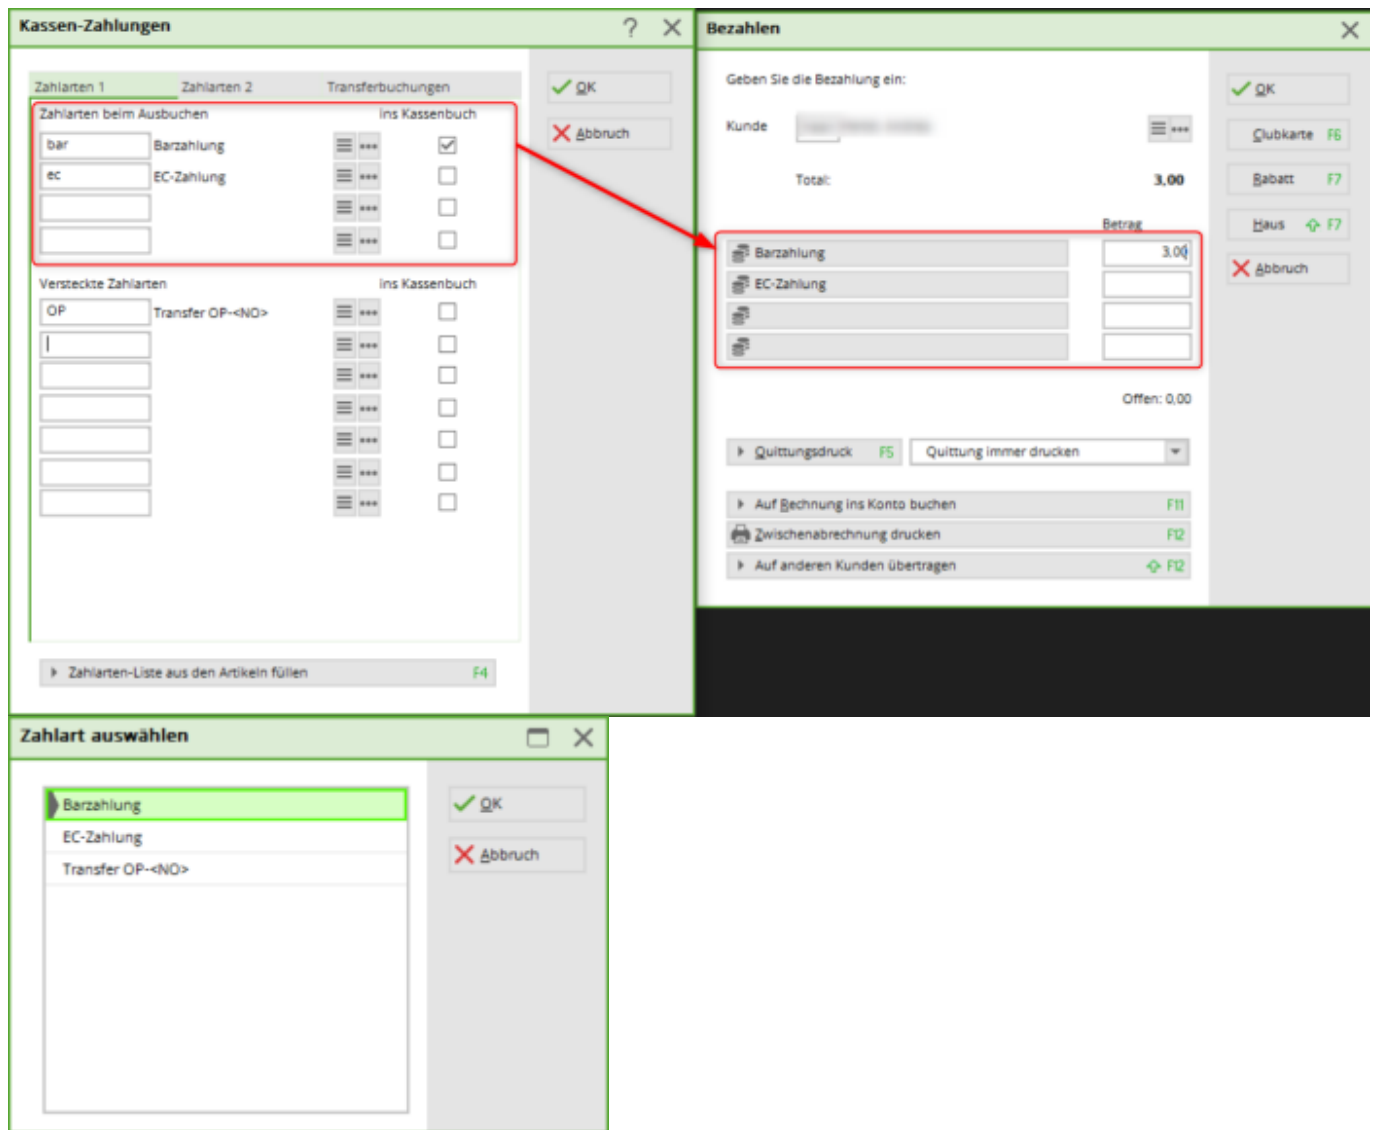 Kassen-Zahlungen
Zahlarten 1 Zahlarten 2 Transferbuchungen
Zahlarten beim Ausbuchen ins Kassenbuch
bar Barzahlung
ec EC-Zahlung
Versteckte Zahlarten ins Kassenbuch
OP Transfer OP-<NO>
Zahlarten-Liste aus den Artikeln füllen F4
OK
Abbruch
Bezahlen
Geben Sie die Bezahlung ein:
Kunde
Total: 3,00
Betrag
Barzahlung 3,00
EC-Zahlung
Offen: 0,00
Quittungsdruck F5 Quittung immer drucken
Auf Rechnung ins Konto buchen F11
Zwischenabrechnung drucken F12
Auf anderen Kunden übertragen F12
OK
Clubkarte F6
Rabatt F7
Haus F7
Abbruch
Zahlart auswählen
Barzahlung
EC-Zahlung
Transfer OP-<NO>
OK
Abbruch